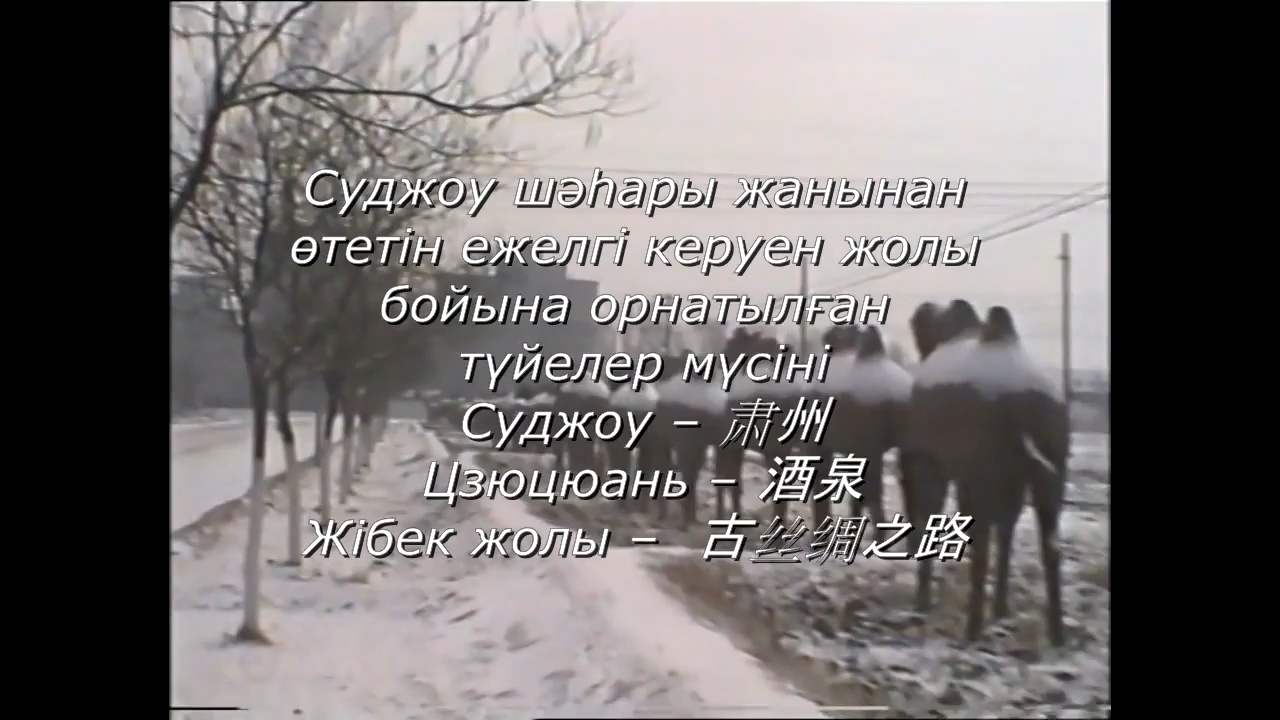 Суджоу шәһары жанынан
өтетін ежелгі керуен жолы
бойына орнатылған
түйелер мүсіні
Суджоу – 肃州
Цзюцюань – 酒泉
Жібек жолы – 古丝绸之路